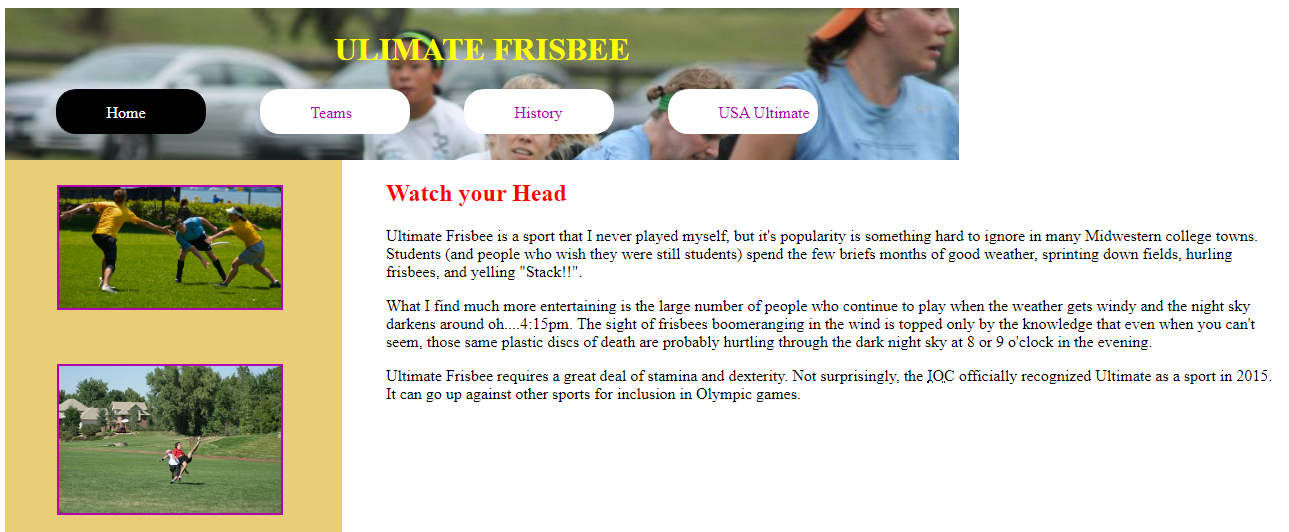 ULIMATE FRISBEE
Home
Teams
History
USA Ultimate
Watch your Head
Ultimate Frisbee is a sport that I never played myself, but it's popularity is something hard to ignore in many Midwestern college towns.
Students (and people who wish they were still students) spend the few briefs months of good weather, sprinting down fields, hurling
frisbees, and yelling "Stack!!".
What I find much more entertaining is the large number of people who continue to play when the weather gets windy and the night sky
darkens around oh....4:15pm. The sight of frisbees boomeranging in the wind is topped only by the knowledge that even when you can't
seem, those same plastic discs of death are probably hurtling through the dark night sky at 8 or 9 o'clock in the evening.
Ultimate Frisbee requires a great deal of stamina and dexterity. Not surprisingly, the IOC officially recognized Ultimate as a sport in 2015.
It can go up against other sports for inclusion in Olympic games.